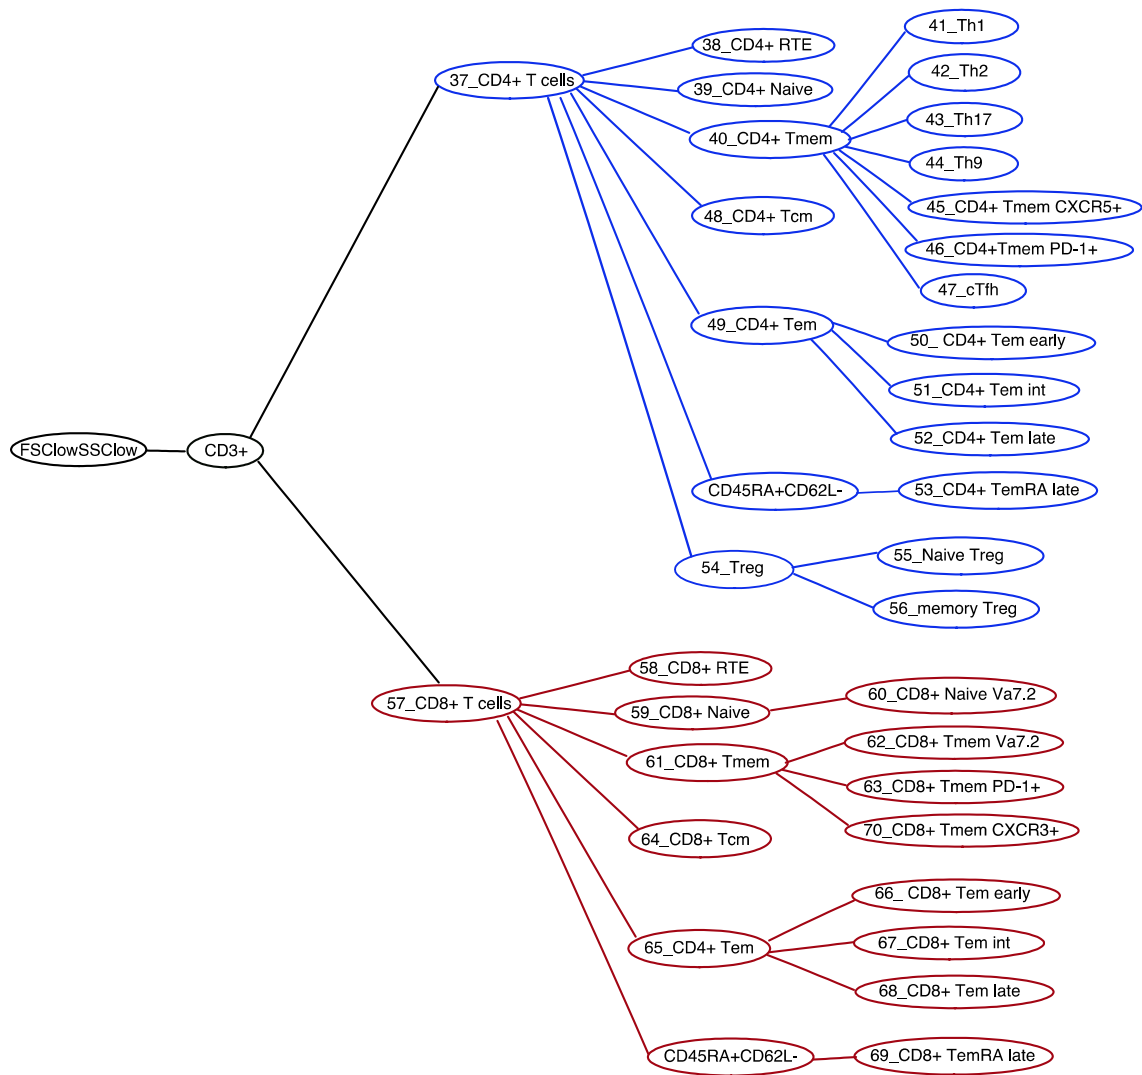 FSClowSSClow
CD3+
37_CD4+ T cells
38_CD4+ RTE
39_CD4+ Naive
40_CD4+ Tmem
41_Th1
42_Th2
43_Th17
44_Th9
45_CD4+ Tmem CXCR5+
46_CD4+Tmem PD-1+
47_cTfh
48_CD4+ Tcm
49_CD4+ Tem
50_ CD4+ Tem early
51_CD4+ Tem int
52_CD4+ Tem late
CD45RA+CD62L-
53_CD4+ TemRA late
54_Treg
55_Naive Treg
56_memory Treg
57_CD8+ T cells
58_CD8+ RTE
59_CD8+ Naive
60_CD8+ Naive Va7.2
61_CD8+ Tmem
62_CD8+ Tmem Va7.2
63_CD8+ Tmem PD-1+
70_CD8+ Tmem CXCR3+
64_CD8+ Tcm
65_CD4+ Tem
66_ CD8+ Tem early
67_CD8+ Tem int
68_CD8+ Tem late
CD45RA+CD62L-
69_CD8+ TemRA late